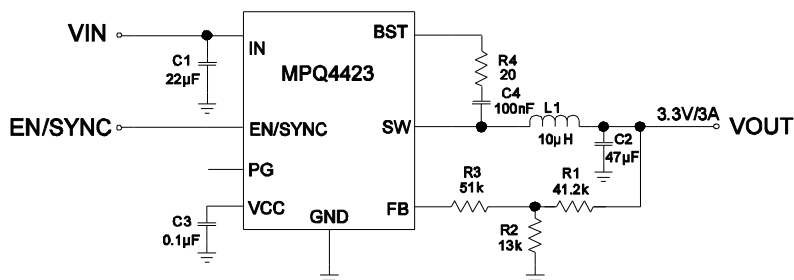 VIN
C1
22μF
IN
MPQ4423
BST
R4
20
C4
100nF
L1
10μH
3.3V/3A
VOUT
C2
47μF
EN/SYNC
EN/SYNC
SW
PG
VCC
C3
0.1μF
GND
FB
R3
51k
R1
41.2k
R2
13k